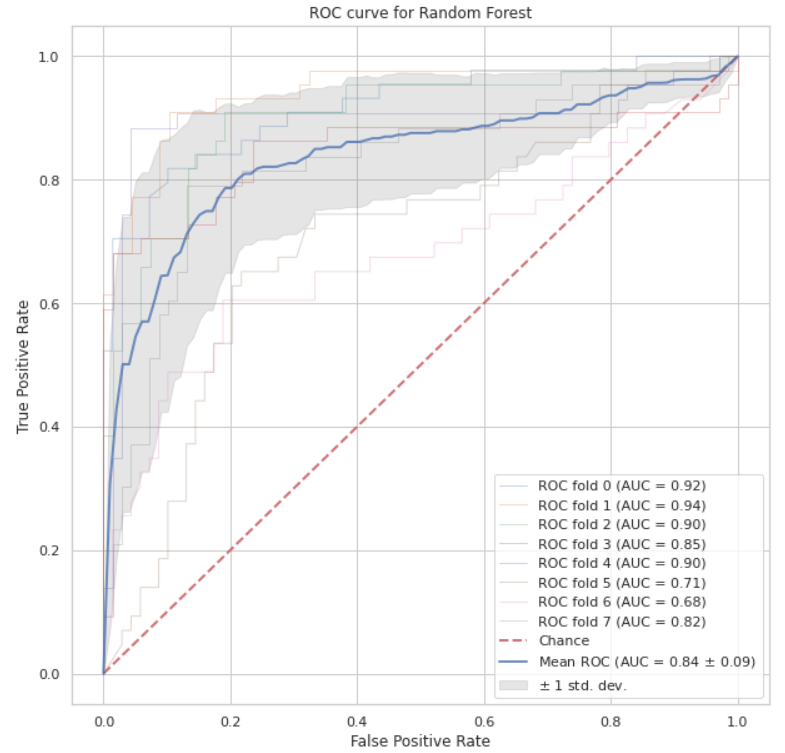 ROC curve for Random Forest
True Positive Rate
1.0
0.8
0.6
0.4
0.2
0.0
ROC fold 0 (AUC = 0.92)
ROC fold 1 (AUC = 0.94)
ROC fold 2 (AUC = 0.90)
ROC fold 3 (AUC = 0.85)
ROC fold 4 (AUC = 0.90)
ROC fold 5 (AUC = 0.71)
ROC fold 6 (AUC = 0.68)
ROC fold 7 (AUC = 0.82)
Chance
Mean ROC (AUC = 0.84 ± 0.09)
± 1 std. dev.
0.0 0.2 0.4 0.6 0.8 1.0
False Positive Rate